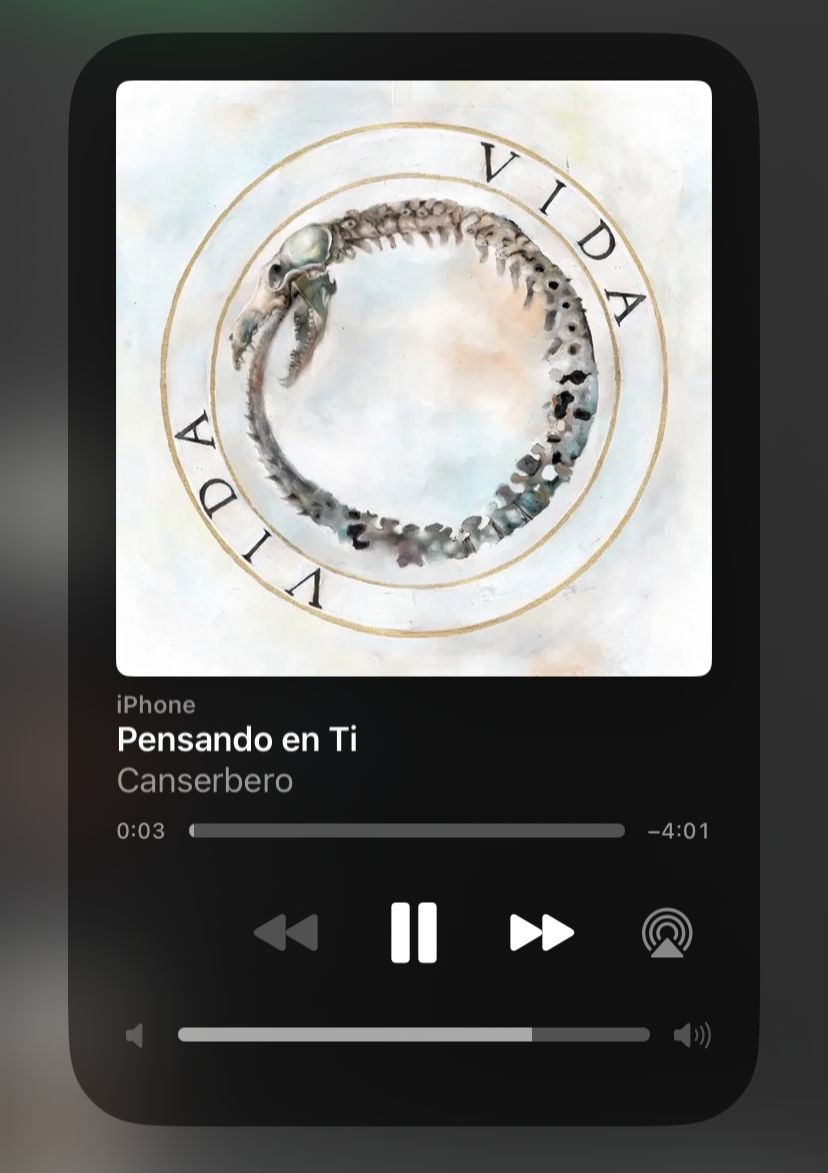 VIDA
VIDA
iPhone
Pensando en Ti
Canserbero
0:03
–4:01